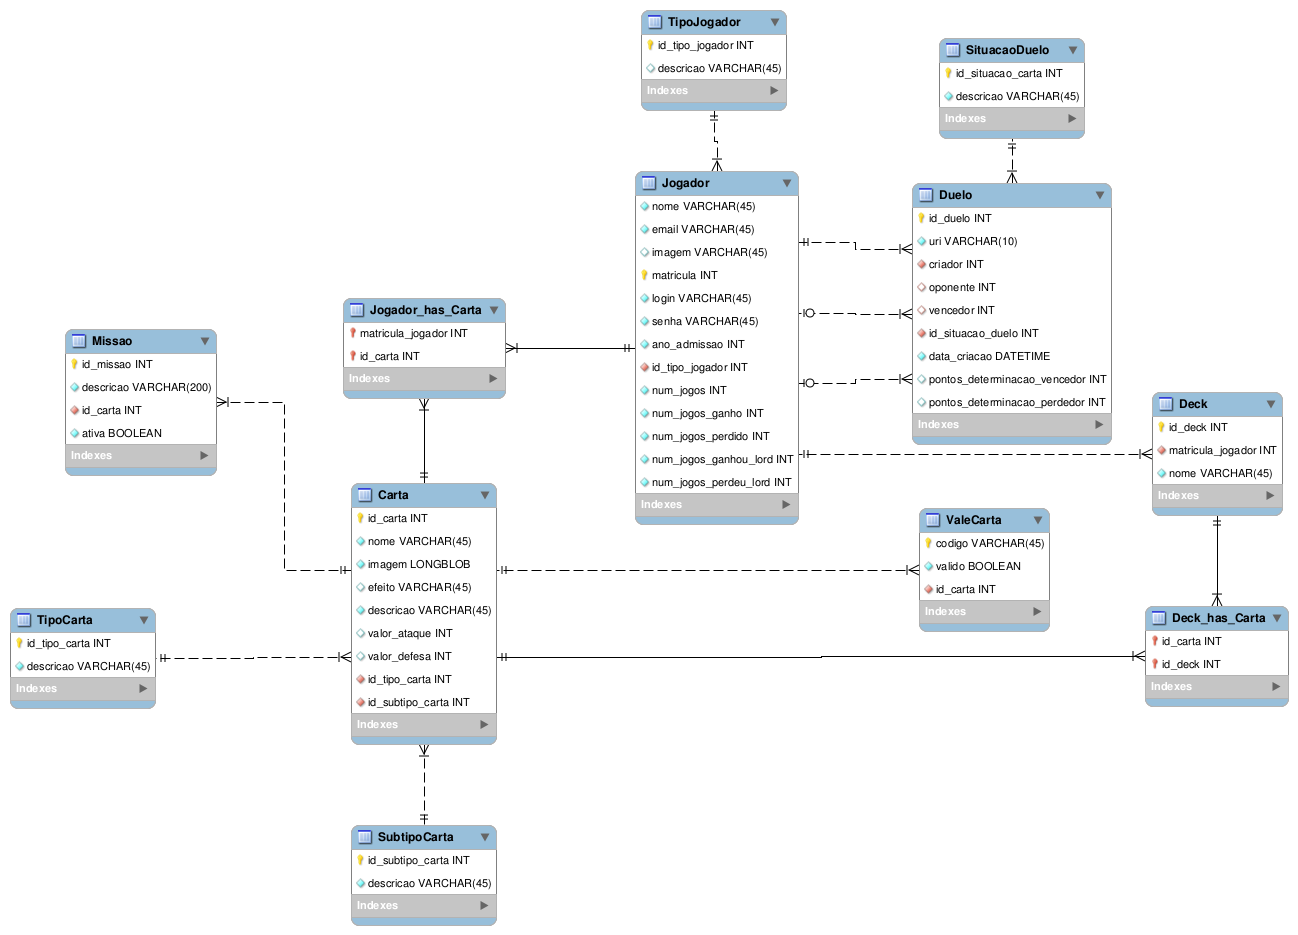 TipoJogador
id_tipo_jogador INT
descricao VARCHAR(45)
Indexes
SituacaoDuelo
id_situacao_carta INT
descricao VARCHAR(45)
Indexes
Jogador
nome VARCHAR(45)
email VARCHAR(45)
imagem VARCHAR(45)
matricula INT
login VARCHAR(45)
senha VARCHAR(45)
ano_admissao INT
id_tipo_jogador INT
num_jogos INT
num_jogos_ganho INT
num_jogos_perdido INT
num_jogos_ganhou_lord INT
num_jogos_perdeu_lord INT
Indexes
Duelo
id_duelo INT
uri VARCHAR(10)
criador INT
oponente INT
vencedor INT
id_situacao_duelo INT
data_criacao DATETIME
pontos_determinacao_vencedor INT
pontos_determinacao_perdedor INT
Indexes
Jogador_has_Carta
matricula_jogador INT
id_carta INT
Indexes
Missao
id_missao INT
descricao VARCHAR(200)
id_carta INT
ativa BOOLEAN
Indexes
Deck
id_deck INT
matricula_jogador INT
nome VARCHAR(45)
Indexes
Carta
id_carta INT
nome VARCHAR(45)
imagem LONGBLOB
efeito VARCHAR(45)
descricao VARCHAR(45)
valor_ataque INT
valor_defesa INT
id_tipo_carta INT
id_subtipo_carta INT
Indexes
ValeCarta
codigo VARCHAR(45)
valido BOOLEAN
id_carta INT
Indexes
TipoCarta
id_tipo_carta INT
descricao VARCHAR(45)
Indexes
Deck_has_Carta
id_carta INT
id_deck INT
Indexes
SubtipoCarta
id_subtipo_carta INT
descricao VARCHAR(45)
Indexes